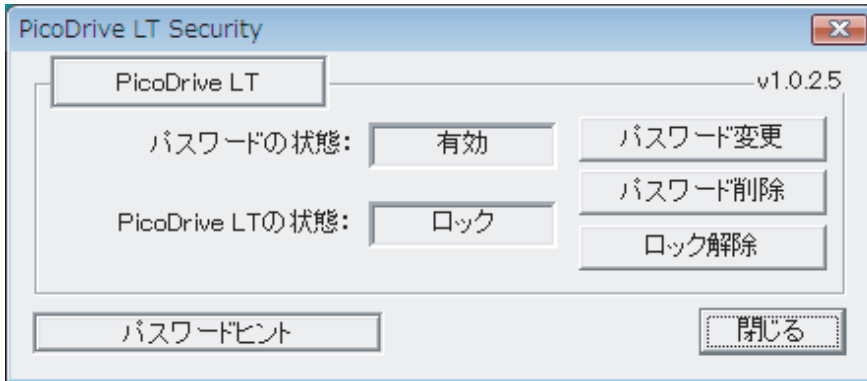 PicoDrive LT Security
PicoDrive LT
v1.0.2.5
パスワードの状態:
有効
パスワード変更
パスワード削除
PicoDrive LTの状態:
ロック
ロック解除
パスワードヒント
閉じる